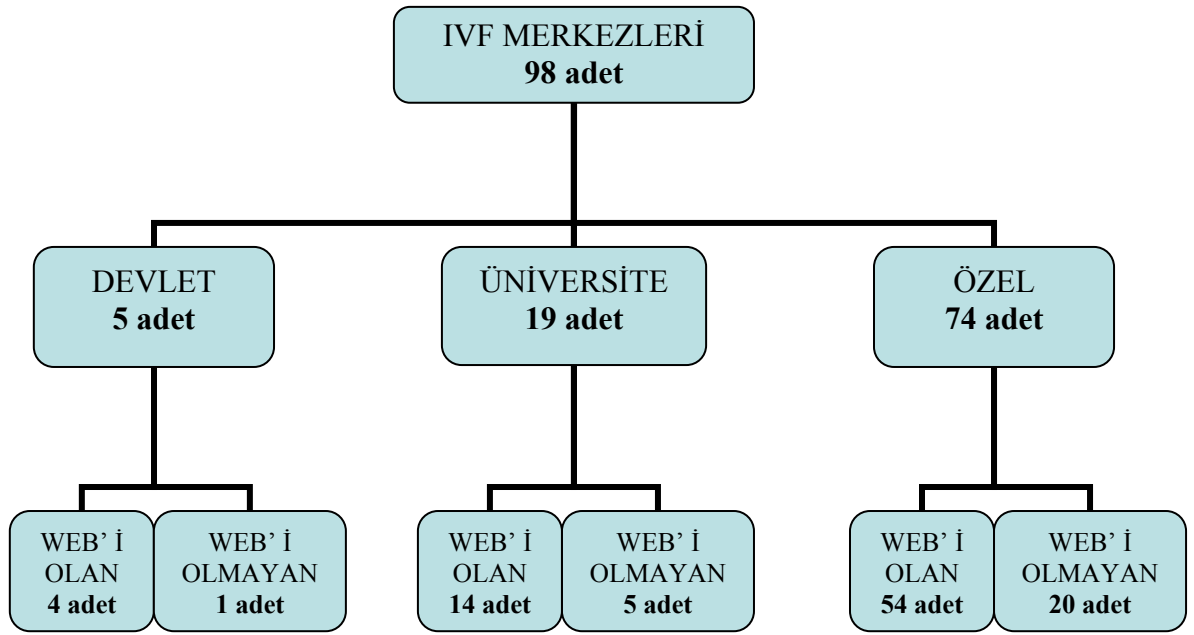 IVF MERKEZLERİ
98 adet
DEVLET
5 adet
ÜNİVERSİTE
19 adet
ÖZEL
74 adet
WEB' İ
OLAN
4 adet
WEB' İ
OLMAYAN
1 adet
WEB' İ
OLAN
14 adet
WEB' İ
OLMAYAN
5 adet
WEB' İ
OLAN
54 adet
WEB' İ
OLMAYAN
20 adet